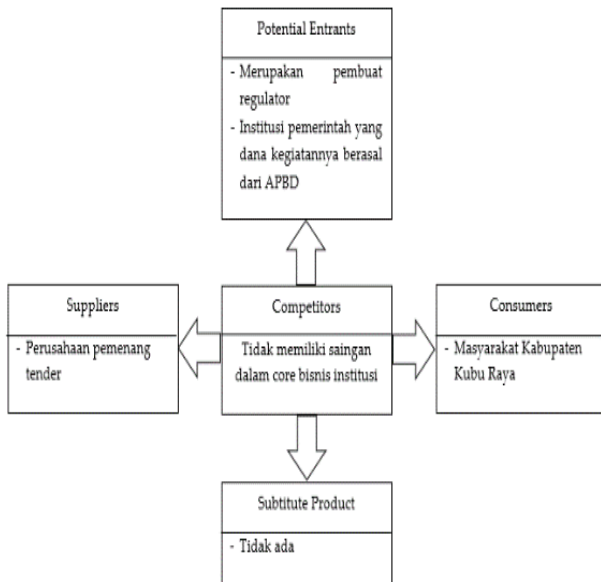 Potential Entrants
- Merupakan pembuat
regulator
- Institusi pemerintah yang
dana kegiatannya berasal
dari APBD
Suppliers
- Perusahaan pemenang
tender
Competitors
Tidak memiliki saingan
dalam core bisnis institusi
Consumers
- Masyarakat Kabupaten
Kubu Raya
Subtitute Product
- Tidak ada